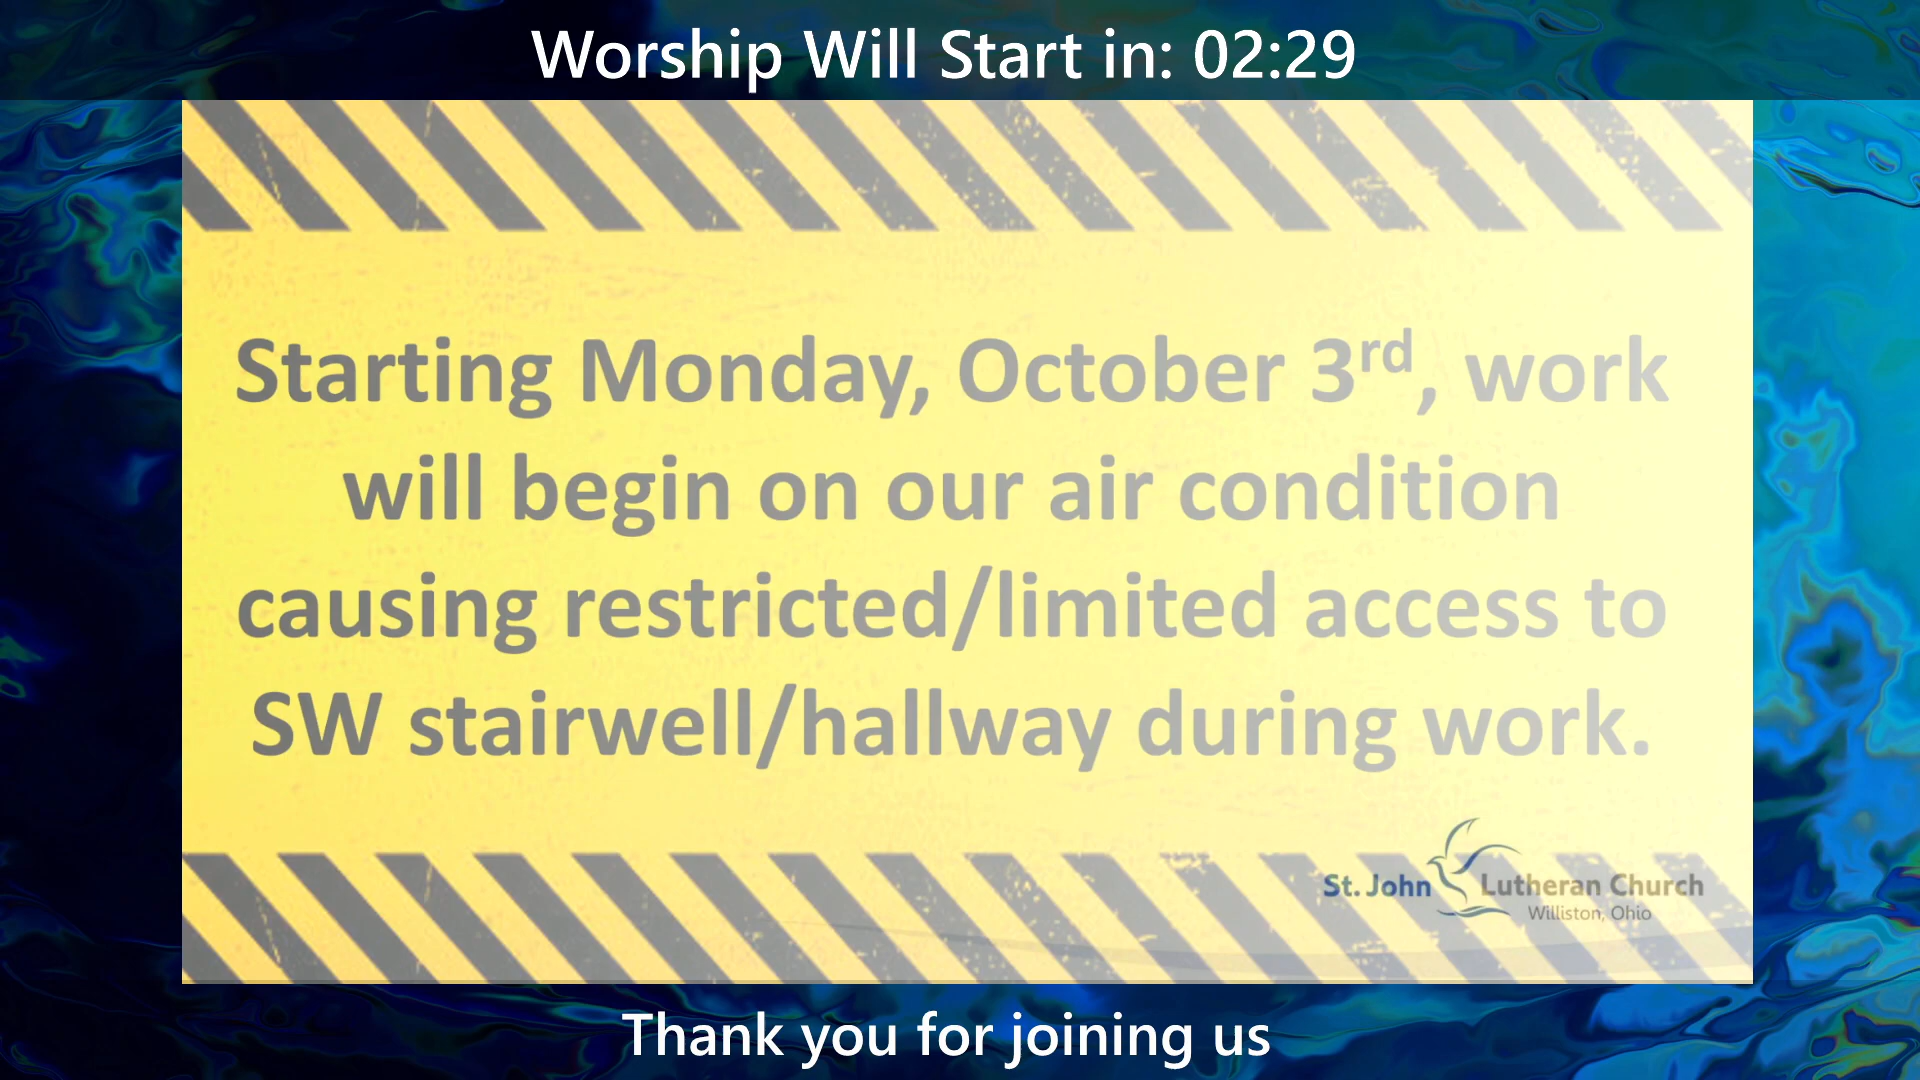 Worship Will Start in: 02:29
Starting Monday, October 3rd, work
will begin on our air condition
causing restricted/limited access to
SW stairwell/hallway during work.
St. John Lutheran Church
Williston, Ohio
Thank you for joining us